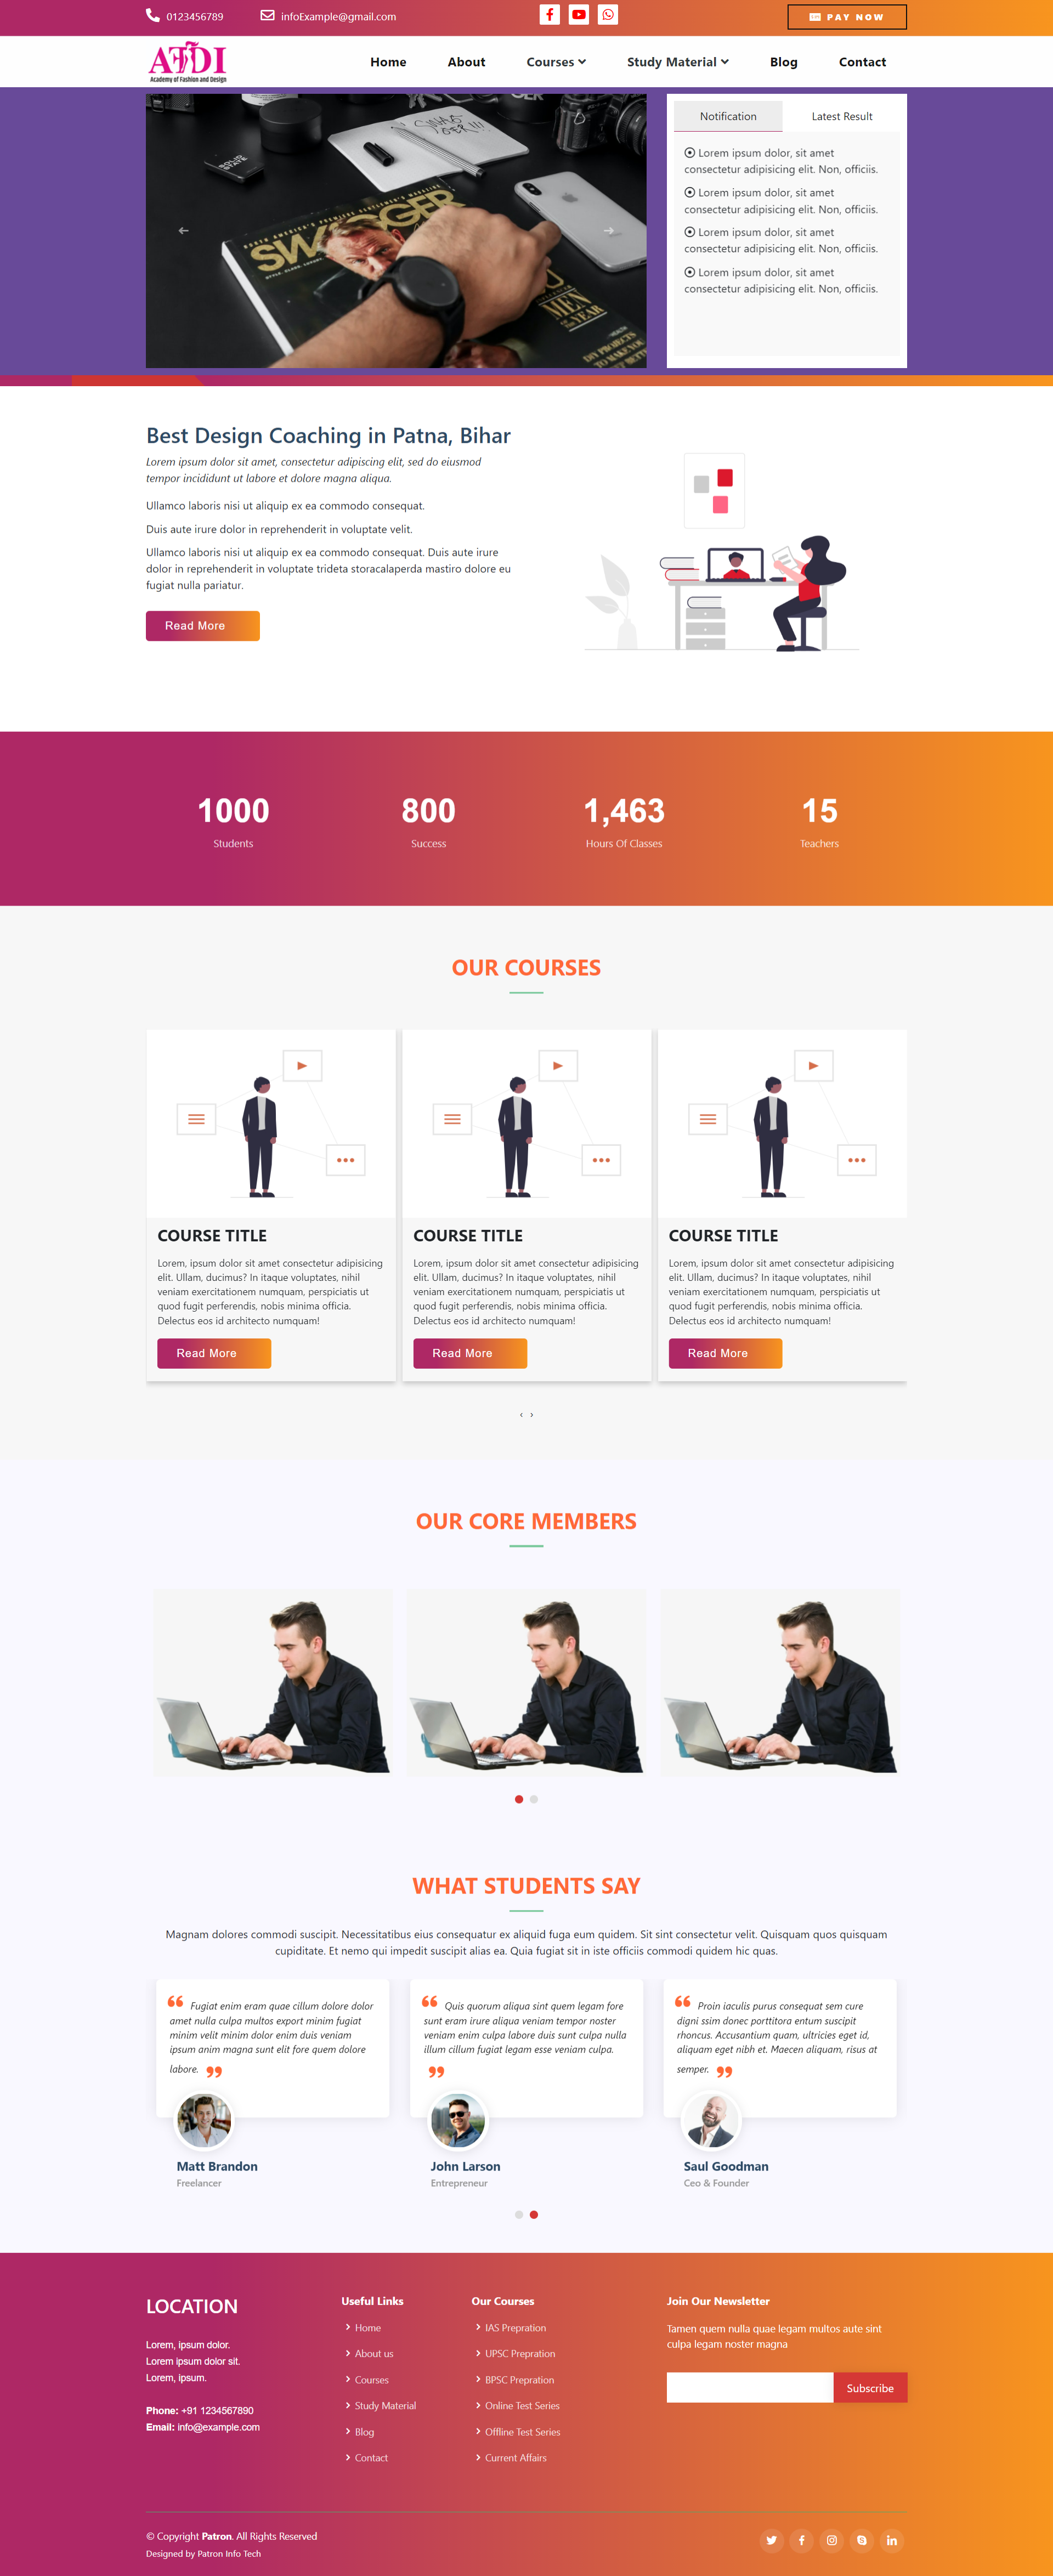 0123456789
infoExample@gmail.com
PAY NOW
ATDI
Academy of Fashion and Design
Home
About
Courses
Study Material
Blog
Contact
SWAG
OFF!!!
SOLID
STATE
SWAGGER
MEN
OF THE YEAR
DIY PROJECTS
TO MAKE YOU
Notification
Latest Result
Lorem ipsum dolor, sit amet
consectetur adipisicing elit. Non, officiis.
Lorem ipsum dolor, sit amet
consectetur adipisicing elit. Non, officiis.
Lorem ipsum dolor, sit amet
consectetur adipisicing elit. Non, officiis.
Lorem ipsum dolor, sit amet
consectetur adipisicing elit. Non, officiis.
Best Design Coaching in Patna, Bihar
Lorem ipsum dolor sit amet, consectetur adipiscing elit, sed do eiusmod
tempor incididunt ut labore et dolore magna aliqua.
Ullamco laboris nisi ut aliquip ex ea commodo consequat.
Duis aute irure dolor in reprehenderit in voluptate velit.
Ullamco laboris nisi ut aliquip ex ea commodo consequat. Duis aute irure
dolor in reprehenderit in voluptate trideta storacalaperda mastiro dolore eu
fugiat nulla pariatur.
Read More
1000
Students
800
Success
1,463
Hours Of Classes
15
Teachers
OUR COURSES
COURSE TITLE
Lorem, ipsum dolor sit amet consectetur adipisicing
elit. Ullam, ducimus? In itaque voluptates, nihil
veniam exercitationem numquam, perspiciatis ut
quod fugit perferendis, nobis minima officia.
Delectus eos id architecto numquam!
Read More
COURSE TITLE
Lorem, ipsum dolor sit amet consectetur adipisicing
elit. Ullam, ducimus? In itaque voluptates, nihil
veniam exercitationem numquam, perspiciatis ut
quod fugit perferendis, nobis minima officia.
Delectus eos id architecto numquam!
Read More
COURSE TITLE
Lorem, ipsum dolor sit amet consectetur adipisicing
elit. Ullam, ducimus? In itaque voluptates, nihil
veniam exercitationem numquam, perspiciatis ut
quod fugit perferendis, nobis minima officia.
Delectus eos id architecto numquam!
Read More
‹ ›
OUR CORE MEMBERS
WHAT STUDENTS SAY
Magnam dolores commodi suscipit. Necessitatibus eius consequatur ex aliquid fuga eum quidem. Sit sint consectetur velit. Quisquam quos quisquam
cupiditate. Et nemo qui impedit suscipit alias ea. Quia fugiat sit in iste officiis commodi quidem hic quas.
“ Fugiat enim eram quae cillum dolore dolor
amet nulla culpa multos export minim fugiat
minim velit minim dolor enim duis veniam
ipsum anim magna sunt elit fore quem dolore
labore. ”
Matt Brandon
Freelancer
“ Quis quorum aliqua sint quem legam fore
sunt eram irure aliqua veniam tempor noster
veniam enim culpa labore duis sunt culpa nulla
illum cillum fugiat legam esse veniam culpa.
”
John Larson
Entrepreneur
“ Proin iaculis purus consequat sem cure
digni ssim donec porttitora entum suscipit
rhoncus. Accusantium quam, ultricies eget id,
aliquam eget nibh et. Maecen aliquam, risus at
semper. ”
Saul Goodman
Ceo & Founder
LOCATION
Lorem, ipsum dolor.
Lorem ipsum dolor sit.
Lorem, ipsum.
Phone: +91 1234567890
Email: info@example.com
Useful Links
Home
About us
Courses
Study Material
Blog
Contact
Our Courses
IAS Prepration
UPSC Prepration
BPSC Prepration
Online Test Series
Offline Test Series
Current Affairs
Join Our Newsletter
Tamen quem nulla quae legam multos aute sint
culpa legam noster magna
Subscribe
© Copyright Patron. All Rights Reserved
Designed by Patron Info Tech